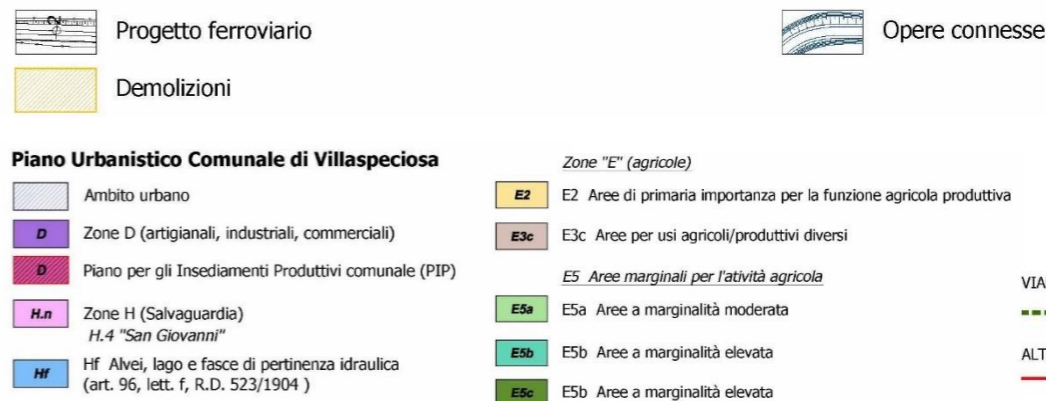 Progetto ferroviario
Opere connesse
Demolizioni
Piano Urbanistico Comunale di Villaspeciosa
Ambito urbano
D Zone D (artigianali, industriali, commerciali)
D Piano per gli Insediamenti Produttivi comunale (PIP)
H.n Zone H (Salvaguardia)
H.4 "San Giovanni"
Hf Hf Alvei, lago e fasce di pertinenza idraulica
(art. 96, lett. f, R.D. 523/1904 )
Zone "E" (agricole)
E2 E2 Aree di primaria importanza per la funzione agricola produttiva
E3c E3c Aree per usi agricoli/produttivi diversi
E5 Aree marginali per l'atività agricola
E5a E5a Aree a marginalità moderata
E5b E5b Aree a marginalità elevata
E5c E5b Aree a marginalità elevata
VIA
ALT